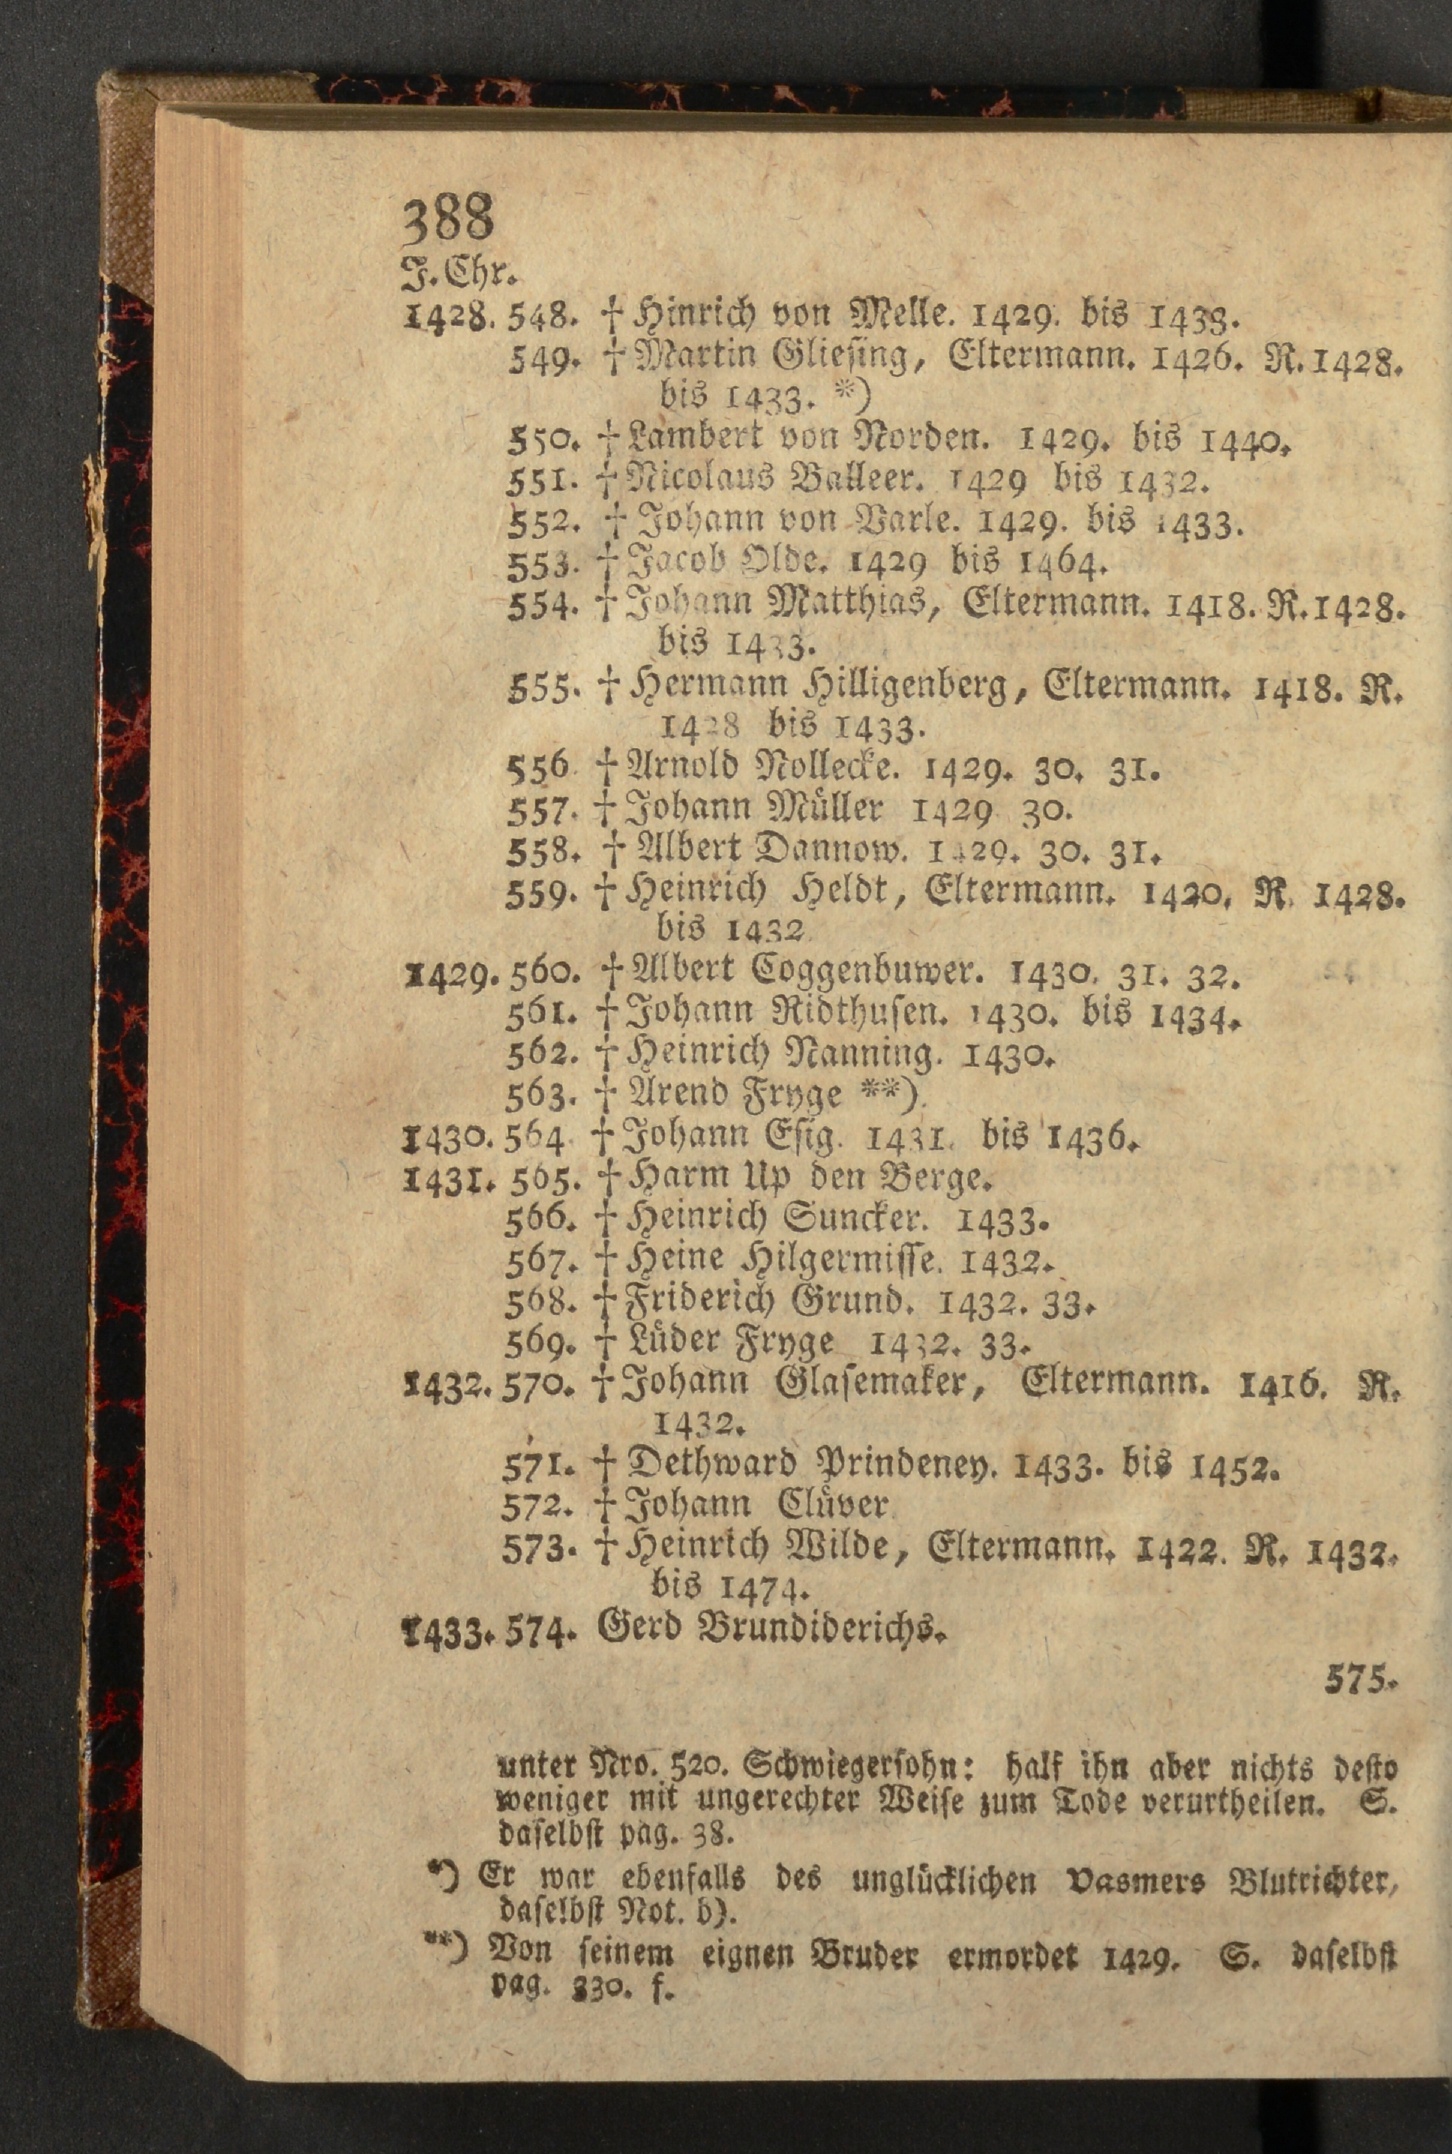 388
J. Chr.
1428. 548. † Hinrich von Melle. 1429. bis 1433.
549. † Martin Gliesing, Eltermann. 1426. R. 1428.
bis 1433. *)
550. † Lambert von Norden. 1429. bis 1440.
551. † Nicolaus Balleer. 1429 bis 1432.
552. † Johann von Varle. 1429. bis 1433.
553. † Jacob Olde. 1429 bis 1464.
554. † Johann Matthias, Eltermann. 1418. R. 1428.
bis 1433.
555. † Hermann Hilligenberg, Eltermann. 1418. R.
1428 bis 1433.
556. † Arnold Nollecke. 1429. 30. 31.
557. † Johann Müller 1429 30.
558. † Albert Dannow. 1429. 30. 31.
559. † Heinrich Heldt, Eltermann. 1420. R. 1428.
bis 1432
1429. 560. † Albert Coggenbuwer. 1430. 31. 32.
561. † Johann Ridthusen. 1430. bis 1434.
562. † Heinrich Nanning. 1430.
563. † Arend Fryge **).
1430. 564. † Johann Esig. 1431. bis 1436.
1431. 565. † Harm Up den Berge.
566. † Heinrich Suncker. 1433.
567. † Heine Hilgermisse. 1432.
568. † Friderich Grund. 1432. 33.
569. † Lüder Fryge 1432. 33.
1432. 570. † Johann Glasemaker, Eltermann. 1416. R.
1432.
571. † Dethward Prindeney. 1433. bis 1452.
572. † Johann Clüver
573. † Heinrich Wilde, Eltermann. 1422. R. 1432.
bis 1474.
1433. 574. Gerd Brundiderichs.
575.
unter Nro. 520. Schwiegersohn: half ihn aber nichts desto
weniger mit ungerechter Weise zum Tode verurtheilen. S.
daselbst pag. 38.
*) Er war ebenfalls des unglücklichen Vasmers Blutrichter,
daselbst Not. b).
**) Von seinem eignen Bruder ermordet 1429. S. daselbst
pag. 330. f.